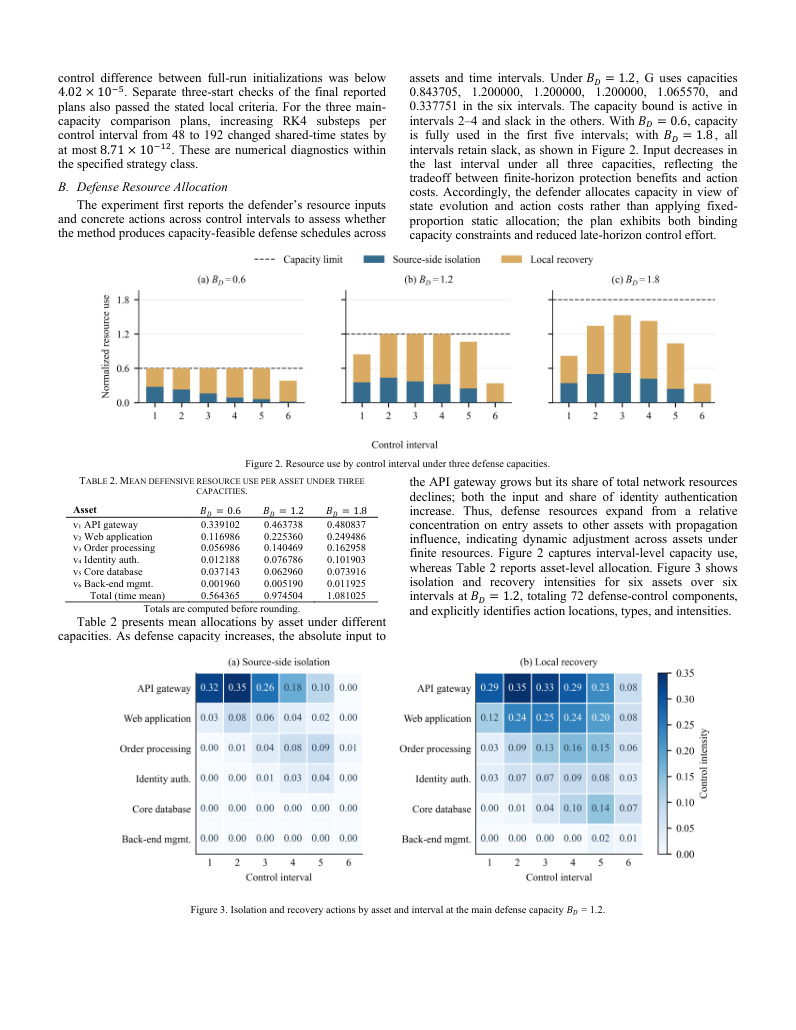 control difference between full-run initializations was below
4.02 × 10⁻⁵. Separate three-start checks of the final reported
plans also passed the stated local criteria. For the three main-
capacity comparison plans, increasing RK4 substeps per
control interval from 48 to 192 changed shared-time states by
at most 8.71 × 10⁻¹². These are numerical diagnostics within
the specified strategy class.
B. Defense Resource Allocation
The experiment first reports the defender's resource inputs
and concrete actions across control intervals to assess whether
the method produces capacity-feasible defense schedules across
assets and time intervals. Under B_D = 1.2, G uses capacities
0.843705, 1.200000, 1.200000, 1.200000, 1.065570, and
0.337751 in the six intervals. The capacity bound is active in
intervals 2–4 and slack in the others. With B_D = 0.6, capacity
is fully used in the first five intervals; with B_D = 1.8, all
intervals retain slack, as shown in Figure 2. Input decreases in
the last interval under all three capacities, reflecting the
tradeoff between finite-horizon protection benefits and action
costs. Accordingly, the defender allocates capacity in view of
state evolution and action costs rather than applying fixed-
proportion static allocation; the plan exhibits both binding
capacity constraints and reduced late-horizon control effort.
Capacity limit Source-side isolation Local recovery
(a) B_D=0.6 (b) B_D=1.2 (c) B_D=1.8
Normalized resource use
1.8
1.2
0.6
0.0
1 2 3 4 5 6 1 2 3 4 5 6 1 2 3 4 5 6
Control interval
Figure 2. Resource use by control interval under three defense capacities.
TABLE 2. MEAN DEFENSIVE RESOURCE USE PER ASSET UNDER THREE
CAPACITIES.
Asset B_D = 0.6 B_D = 1.2 B_D = 1.8
v₁ API gateway 0.339102 0.463738 0.480837
v₂ Web application 0.116986 0.225360 0.249486
v₃ Order processing 0.056986 0.140469 0.162958
v₄ Identity auth. 0.012188 0.076786 0.101903
v₅ Core database 0.037143 0.062960 0.073916
v₆ Back-end mgmt. 0.001960 0.005190 0.011925
Total (time mean) 0.564365 0.974504 1.081025
Totals are computed before rounding.
Table 2 presents mean allocations by asset under different
capacities. As defense capacity increases, the absolute input to
the API gateway grows but its share of total network resources
declines; both the input and share of identity authentication
increase. Thus, defense resources expand from a relative
concentration on entry assets to other assets with propagation
influence, indicating dynamic adjustment across assets under
finite resources. Figure 2 captures interval-level capacity use,
whereas Table 2 reports asset-level allocation. Figure 3 shows
isolation and recovery intensities for six assets over six
intervals at B_D = 1.2, totaling 72 defense-control components,
and explicitly identifies action locations, types, and intensities.
(a) Source-side isolation
API gateway 0.32 0.35 0.26 0.18 0.10 0.00
Web application 0.03 0.08 0.06 0.04 0.02 0.00
Order processing 0.00 0.01 0.04 0.08 0.09 0.01
Identity auth. 0.00 0.00 0.01 0.03 0.04 0.00
Core database 0.00 0.00 0.00 0.00 0.00 0.00
Back-end mgmt. 0.00 0.00 0.00 0.00 0.00 0.00
1 2 3 4 5 6
Control interval
(b) Local recovery
API gateway 0.29 0.35 0.33 0.29 0.23 0.08
Web application 0.12 0.24 0.25 0.24 0.20 0.08
Order processing 0.03 0.09 0.13 0.16 0.15 0.06
Identity auth. 0.03 0.07 0.07 0.09 0.08 0.03
Core database 0.00 0.01 0.04 0.10 0.14 0.07
Back-end mgmt. 0.00 0.00 0.00 0.00 0.02 0.01
1 2 3 4 5 6
Control interval
0.35
0.30
0.25
0.20
0.15
0.10
0.05
0.00
Control intensity
Figure 3. Isolation and recovery actions by asset and interval at the main defense capacity B_D = 1.2.